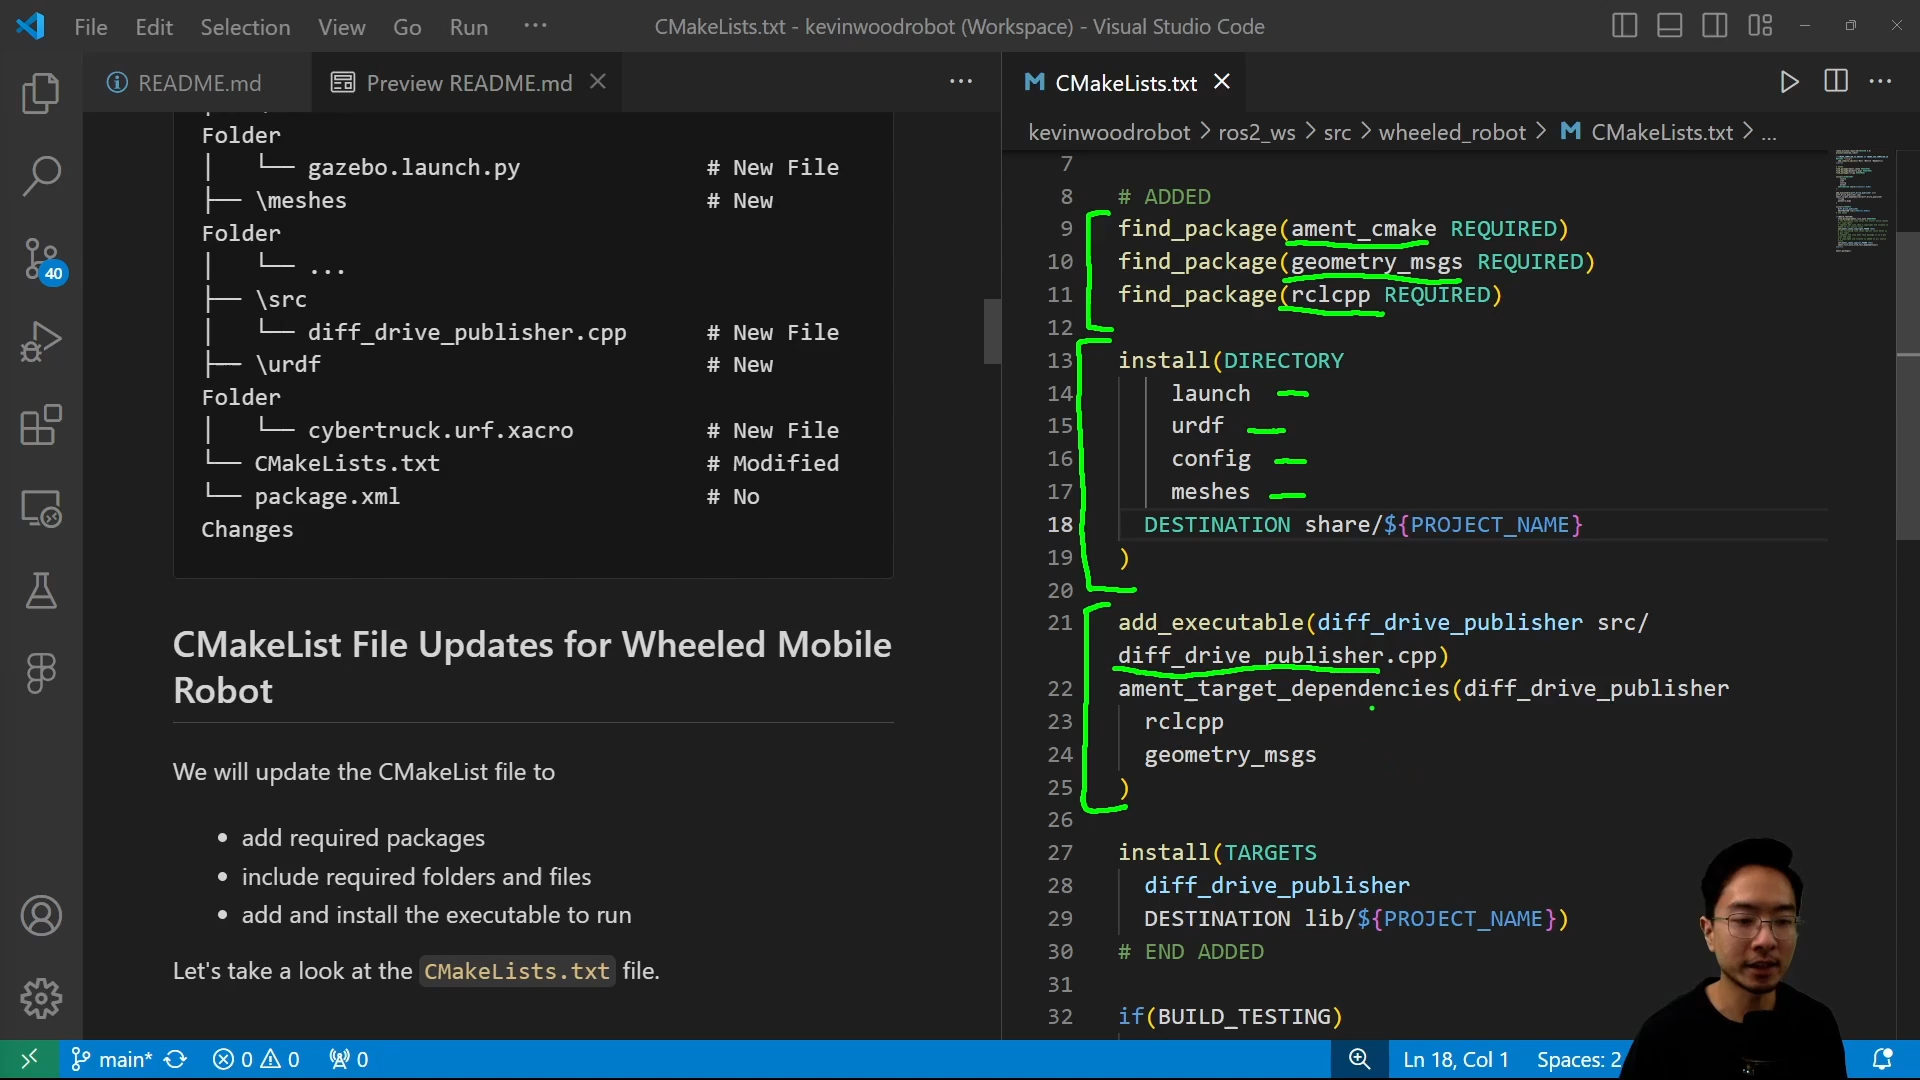 File Edit Selection View Go Run ··· CMakeLists.txt - kevinwoodrobot (Workspace) - Visual Studio Code
README.md Preview README.md
Folder
│   └── gazebo.launch.py # New File
├── \meshes # New
Folder
│   └── ...
├── \src
│   └── diff_drive_publisher.cpp # New File
├── \urdf # New
Folder
│   └── cybertruck.urf.xacro # New File
└── CMakeLists.txt # Modified
└── package.xml # No
Changes
CMakeList File Updates for Wheeled Mobile
Robot
We will update the CMakeList file to
• add required packages
• include required folders and files
• add and install the executable to run
Let's take a look at the CMakeLists.txt file.
40
CMakeLists.txt
kevinwoodrobot > ros2_ws > src > wheeled_robot > CMakeLists.txt > ...
7
8 # ADDED
9 find_package(ament_cmake REQUIRED)
10 find_package(geometry_msgs REQUIRED)
11 find_package(rclcpp REQUIRED)
12
13 install(DIRECTORY
14 launch
15 urdf
16 config
17 meshes
18 DESTINATION share/${PROJECT_NAME}
19 )
20
21 add_executable(diff_drive_publisher src/
diff_drive_publisher.cpp)
22 ament_target_dependencies(diff_drive_publisher
23 rclcpp
24 geometry_msgs
25 )
26
27 install(TARGETS
28 diff_drive_publisher
29 DESTINATION lib/${PROJECT_NAME})
30 # END ADDED
31
32 if(BUILD_TESTING)
main* 0 0 0 Ln 18, Col 1 Spaces: 2